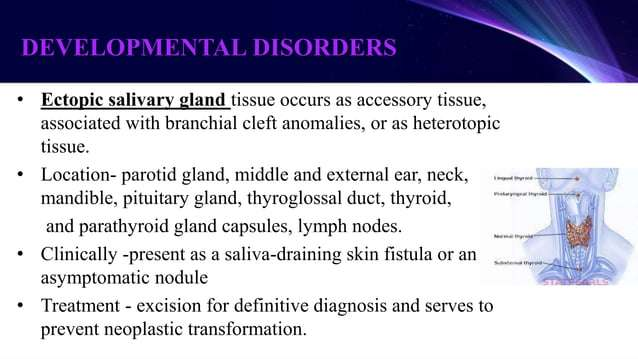 DEVELOPMENTAL DISORDERS
• Ectopic salivary gland tissue occurs as accessory tissue,
associated with branchial cleft anomalies, or as heterotopic
tissue.
• Location- parotid gland, middle and external ear, neck,
mandible, pituitary gland, thyroglossal duct, thyroid,
and parathyroid gland capsules, lymph nodes.
• Clinically -present as a saliva-draining skin fistula or an
asymptomatic nodule
• Treatment - excision for definitive diagnosis and serves to
prevent neoplastic transformation.
Lingual thyroid
Prelaryngeal thyroid
Normal thyroid
Substernal thyroid